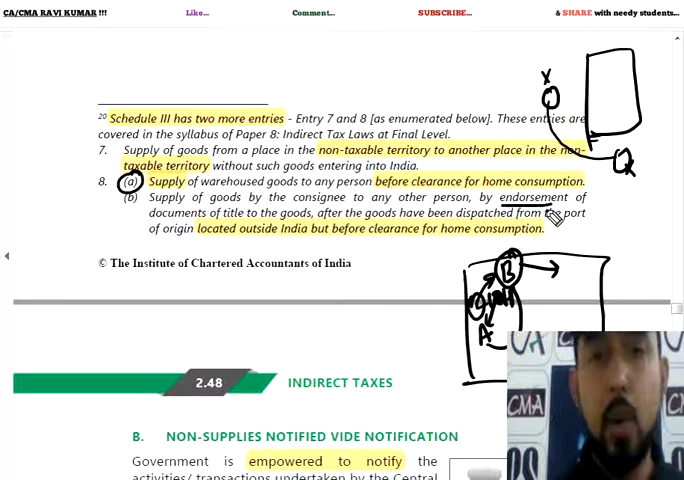 CA/CMA RAVI KUMAR !!! Like... Comment... SUBSCRIBE... & SHARE with needy students...
20 Schedule III has two more entries - Entry 7 and 8 [as enumerated below]. These entries are
covered in the syllabus of Paper 8: Indirect Tax Laws at Final Level.
7. Supply of goods from a place in the non-taxable territory to another place in the non-
taxable territory without such goods entering into India.
8. (a) Supply of warehoused goods to any person before clearance for home consumption.
(b) Supply of goods by the consignee to any other person, by endorsement of
documents of title to the goods, after the goods have been dispatched from the port
of origin located outside India but before clearance for home consumption.
X
B
A
© The Institute of Chartered Accountants of India
2.48 INDIRECT TAXES
B. NON-SUPPLIES NOTIFIED VIDE NOTIFICATION
Government is empowered to notify the
activities/ transactions undertaken by the Central
CA
CMA
CMA